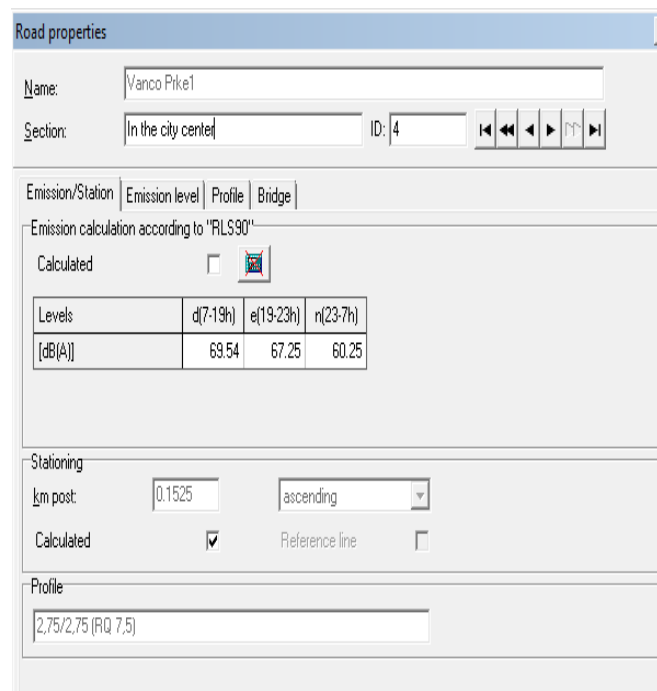 Road properties
Name: Vanco Prke1
Section: In the city center ID: 4
Emission/Station Emission level Profile Bridge
Emission calculation according to "RLS90"
Calculated
Levels d(7-19h) e(19-23h) n(23-7h)
[dB(A)] 69.54 67.25 60.25
Stationing
km post: 0.1525 ascending
Calculated Reference line
Profile
2,75/2,75 (RQ 7,5)